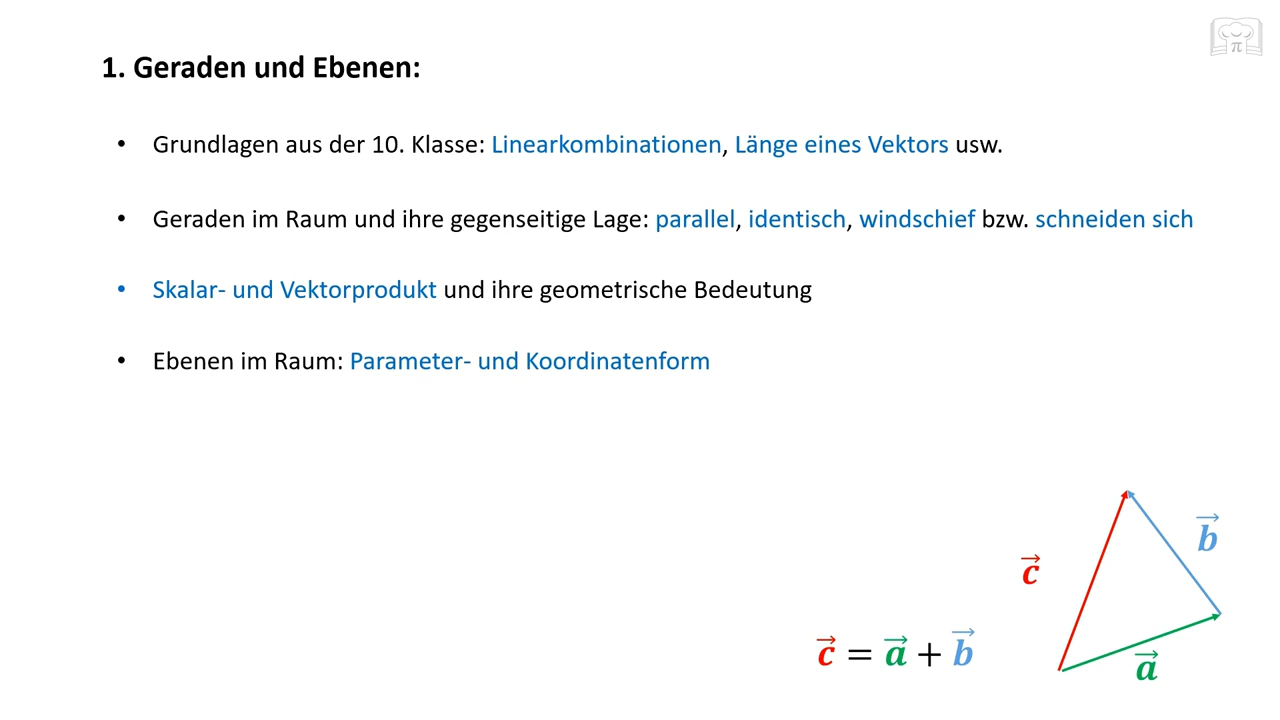 1. Geraden und Ebenen:
• Grundlagen aus der 10. Klasse: Linearkombinationen, Länge eines Vektors usw.
• Geraden im Raum und ihre gegenseitige Lage: parallel, identisch, windschief bzw. schneiden sich
• Skalar- und Vektorprodukt und ihre geometrische Bedeutung
• Ebenen im Raum: Parameter- und Koordinatenform
π
b⃗
c⃗
c⃗ = a⃗ + b⃗
a⃗